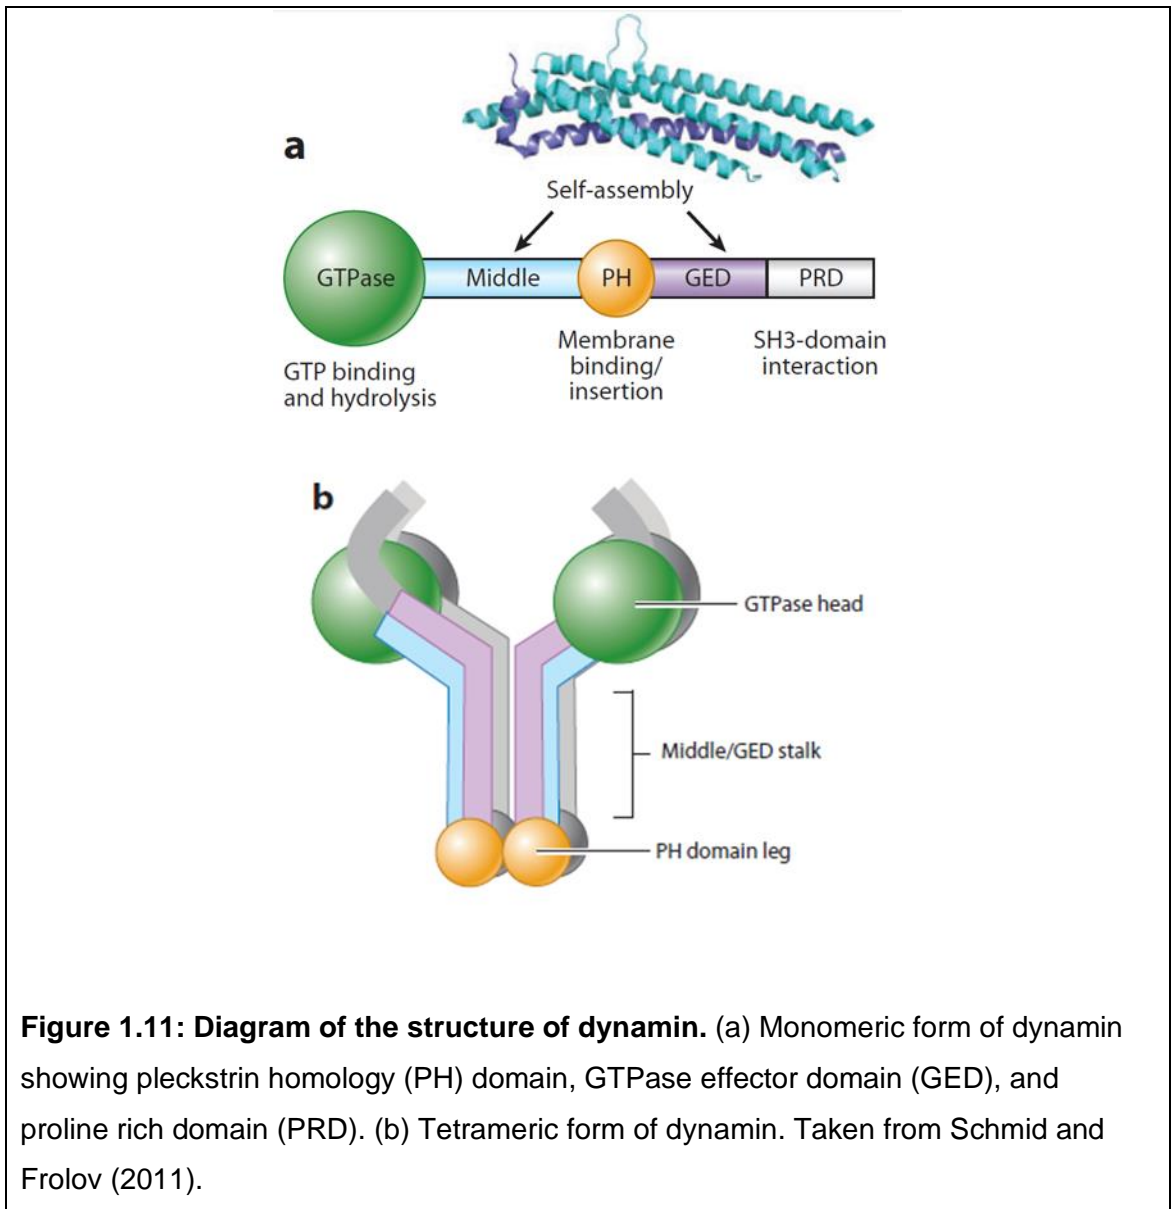 a
Self-assembly
GTPase
Middle
PH
GED
PRD
GTP binding
and hydrolysis
Membrane
binding/
insertion
SH3-domain
interaction
b
GTPase head
Middle/GED stalk
PH domain leg
Figure 1.11: Diagram of the structure of dynamin. (a) Monomeric form of dynamin
showing pleckstrin homology (PH) domain, GTPase effector domain (GED), and
proline rich domain (PRD). (b) Tetrameric form of dynamin. Taken from Schmid and
Frolov (2011).